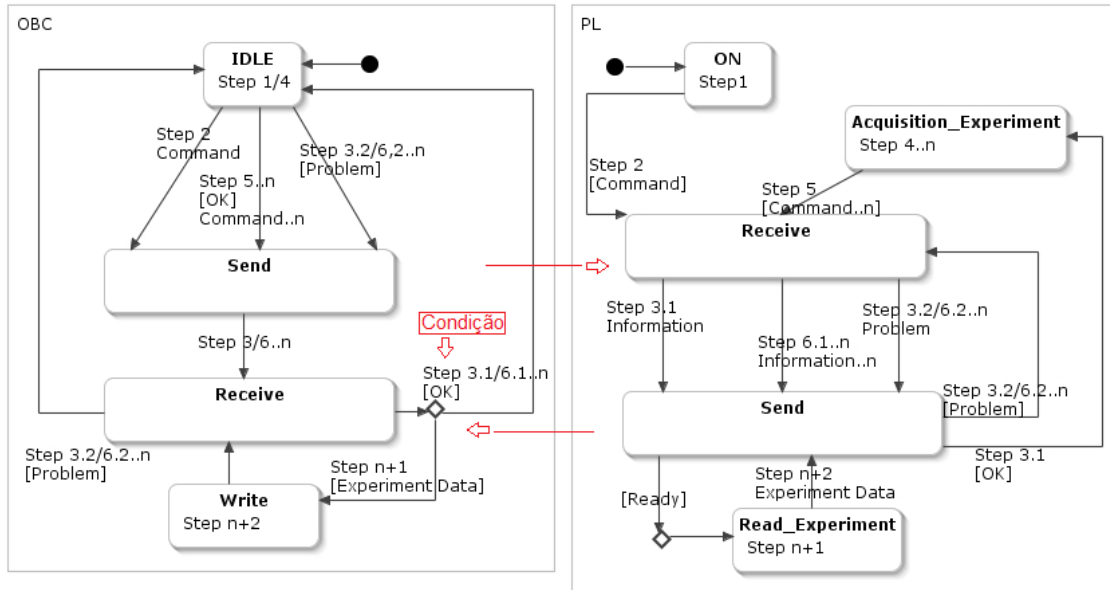 OBC
IDLE
Step 1/4
Step 2
Command
Step 5..n
[OK]
Command..n
Step 3.2/6,2..n
[Problem]
Send
Step 3/6..n
Condição
Step 3.1/6.1..n
[OK]
Receive
Step 3.2/6.2..n
[Problem]
Step n+1
[Experiment Data]
Write
Step n+2
PL
ON
Step1
Acquisition_Experiment
Step 4..n
Step 2
[Command]
Step 5
[Command..n]
Receive
Step 3.1
Information
Step 6.1..n
Information..n
Step 3.2/6.2..n
Problem
Send
Step 3.2/6.2..n
[Problem]
Step 3.1
[OK]
[Ready]
Step n+2
Experiment Data
Read_Experiment
Step n+1